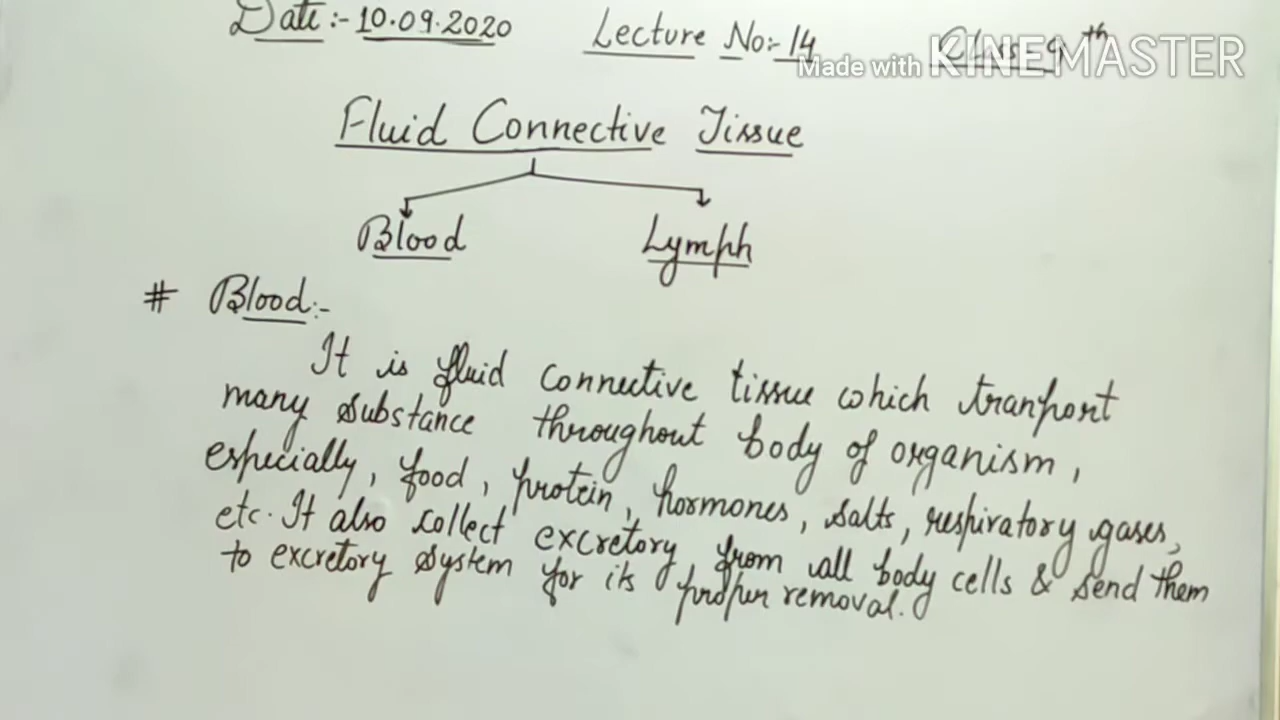 Date:- 10.09.2020 Lecture No:- 14 Class- 9th
Made with KINEMASTER
Fluid Connective Tissue
Blood Lymph
# Blood:-
It is fluid connective tissue which tranport
many substance throughout body of organism,
especially, food, protein, hormones, salts, respiratory gases,
etc. It also collect excretory from all body cells & send them
to excretory system for its proper removal.